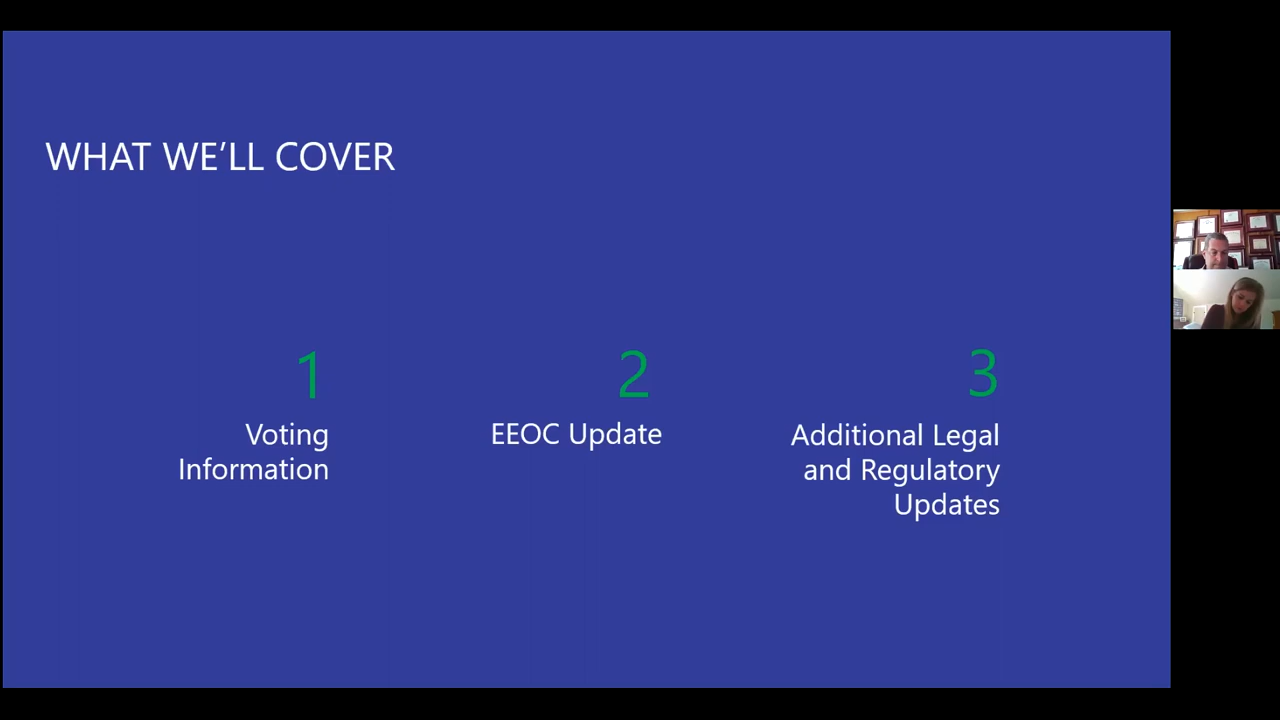 WHAT WE’LL COVER
1
Voting
Information
2
EEOC Update
3
Additional Legal
and Regulatory
Updates